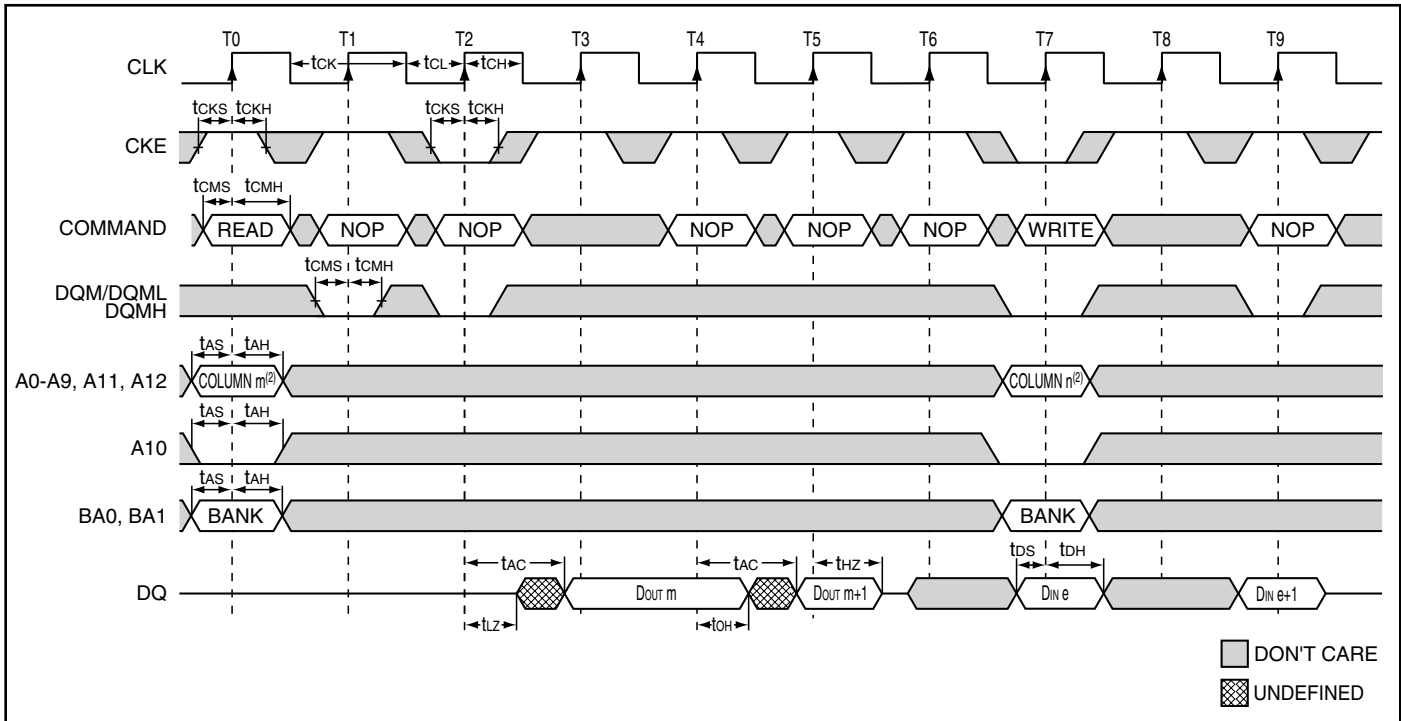 T0 T1 T2 T3 T4 T5 T6 T7 T8 T9
CLK tCK tCL tCH
tCKS tCKH tCKS tCKH
CKE
tCMS tCMH
COMMAND READ NOP NOP NOP NOP NOP WRITE NOP
tCMS tCMH
DQM/DQML
DQMH
tAS tAH
A0-A9, A11, A12 COLUMN m(2) COLUMN n(2)
tAS tAH
A10
tAS tAH
BA0, BA1 BANK BANK
tAC tAC tHZ tDS tDH
DQ DOUT m DOUT m+1 DIN e DIN e+1
tLZ tOH
DON'T CARE
UNDEFINED